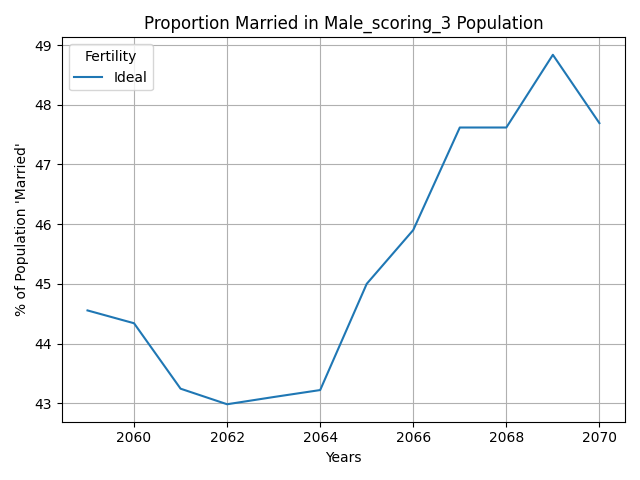 Proportion Married in Male_scoring_3 Population
Fertility
Ideal
% of Population 'Married'
49
48
47
46
45
44
43
2060 2062 2064 2066 2068 2070
Years